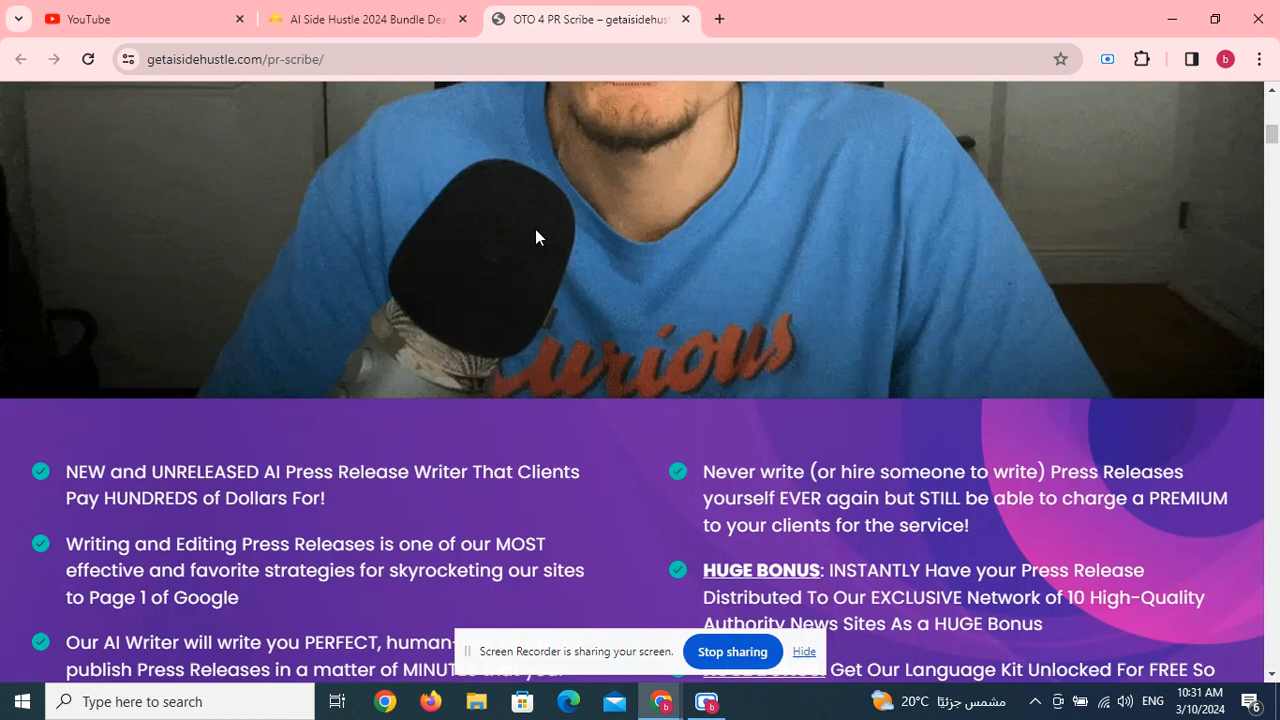 YouTube
AI Side Hustle 2024 Bundle Dea
OTO 4 PR Scribe – getaisidehust
getaisidehustle.com/pr-scribe/
b
urious
NEW and UNRELEASED AI Press Release Writer That Clients
Pay HUNDREDS of Dollars For!
Writing and Editing Press Releases is one of our MOST
effective and favorite strategies for skyrocketing our sites
to Page 1 of Google
Our AI Writer will write you PERFECT, human-
publish Press Releases in a matter of MINUTES
Never write (or hire someone to write) Press Releases
yourself EVER again but STILL be able to charge a PREMIUM
to your clients for the service!
HUGE BONUS: INSTANTLY Have your Press Release
Distributed To Our EXCLUSIVE Network of 10 High-Quality
Authority News Sites As a HUGE Bonus
Get Our Language Kit Unlocked For FREE So
Screen Recorder is sharing your screen.
Stop sharing
Hide
Type here to search
b
b
20°C
مشمس جزئيًا
ENG
10:31 AM
3/10/2024
6